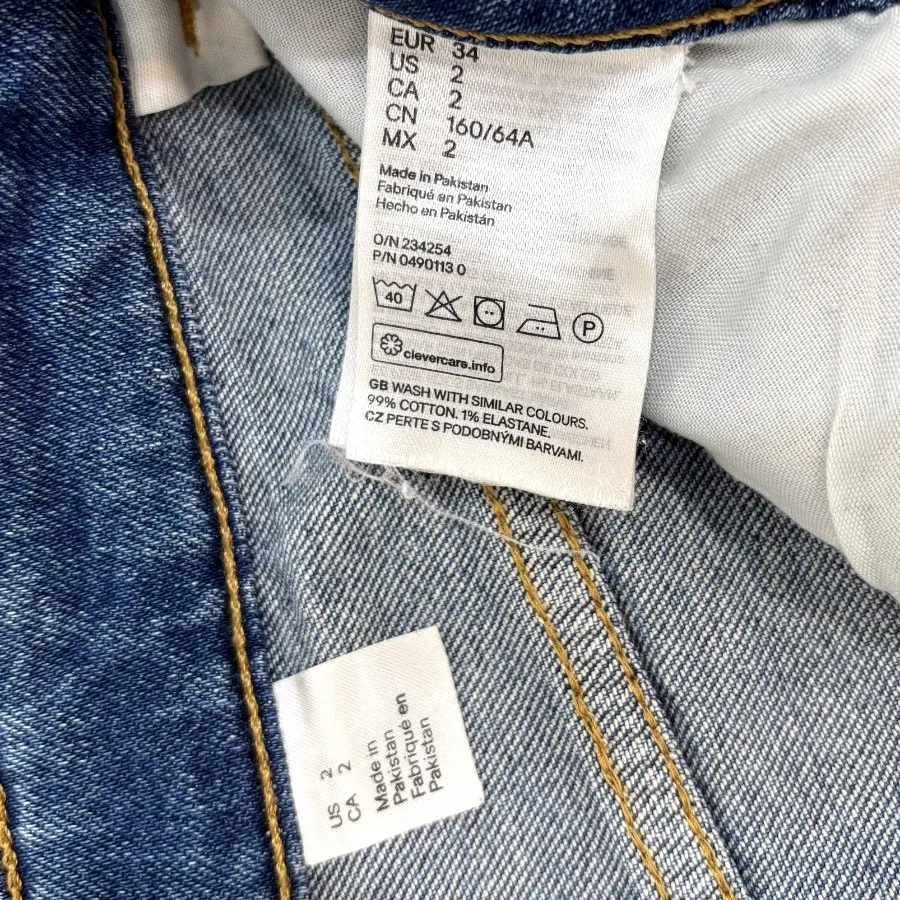 EUR 34
US 2
CA 2
CN 160/64A
MX 2
Made in Pakistan
Fabriqué en Pakistan
Hecho en Pakistán
O/N 234254
P/N 0490113 0
40
P
clevercare.info
GB WASH WITH SIMILAR COLOURS.
99% COTTON. 1% ELASTANE.
CZ PERTE S PODOBNÝMI BARVAMI.
US 2
CA 2
Made in
Pakistan
Fabriqué en
Pakistan